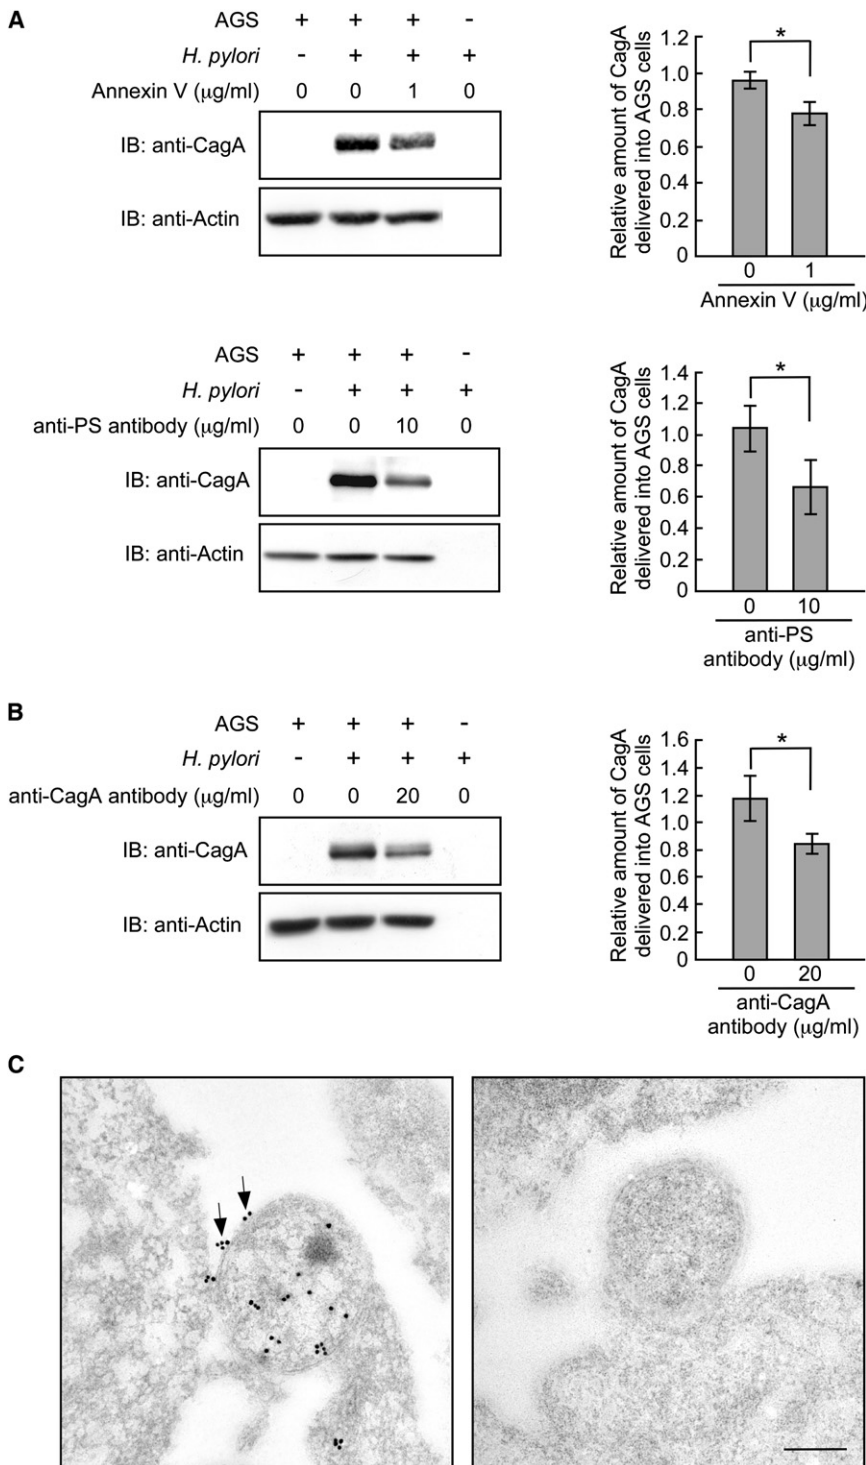 A
AGS + + + -
H. pylori - + + +
Annexin V (μg/ml) 0 0 1 0
IB: anti-CagA
IB: anti-Actin
Relative amount of CagA
delivered into AGS cells
1.2
1.0
0.8
0.6
0.4
0.2
0
*
0 1
Annexin V (μg/ml)
AGS + + + -
H. pylori - + + +
anti-PS antibody (μg/ml) 0 0 10 0
IB: anti-CagA
IB: anti-Actin
Relative amount of CagA
delivered into AGS cells
1.4
1.2
1.0
0.8
0.6
0.4
0.2
0
*
0 10
anti-PS
antibody (μg/ml)
B
AGS + + + -
H. pylori - + + +
anti-CagA antibody (μg/ml) 0 0 20 0
IB: anti-CagA
IB: anti-Actin
Relative amount of CagA
delivered into AGS cells
1.6
1.4
1.2
1.0
0.8
0.6
0.4
0.2
0
*
0 20
anti-CagA
antibody (μg/ml)
C